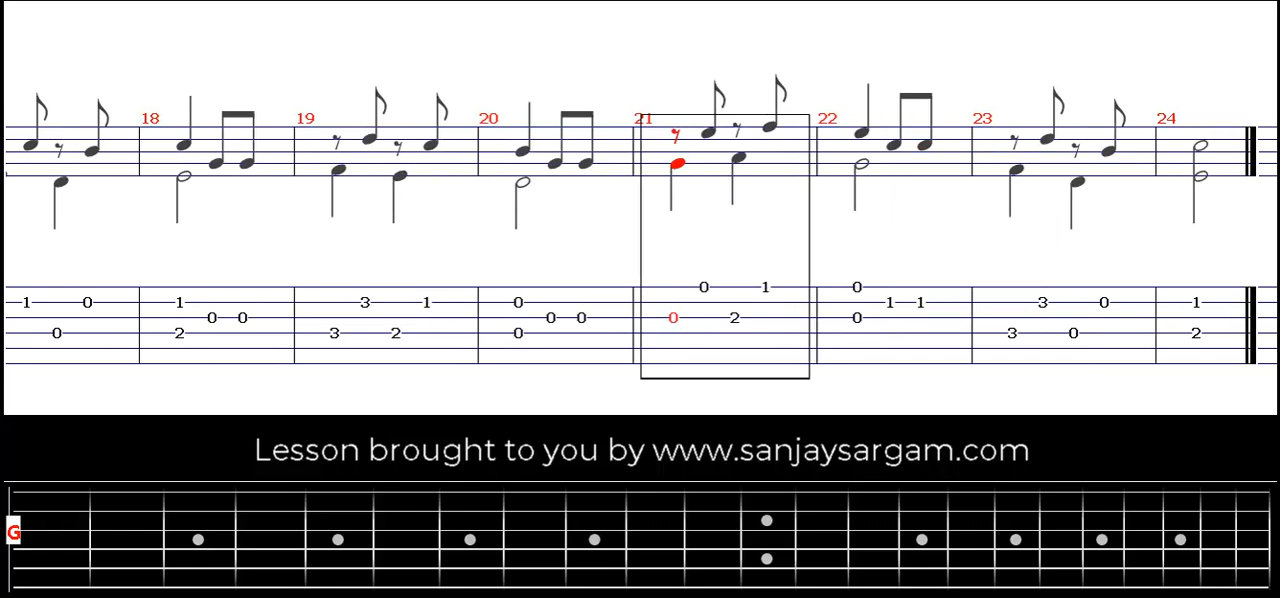 18 19 20 21 22 23 24
1 0 1 3 1 0 0 1 0 1 1 3 0 1
0 0 0 0 0 2 0
0 2 3 2 0 3 0 2
Lesson brought to you by www.sanjaysargam.com
G